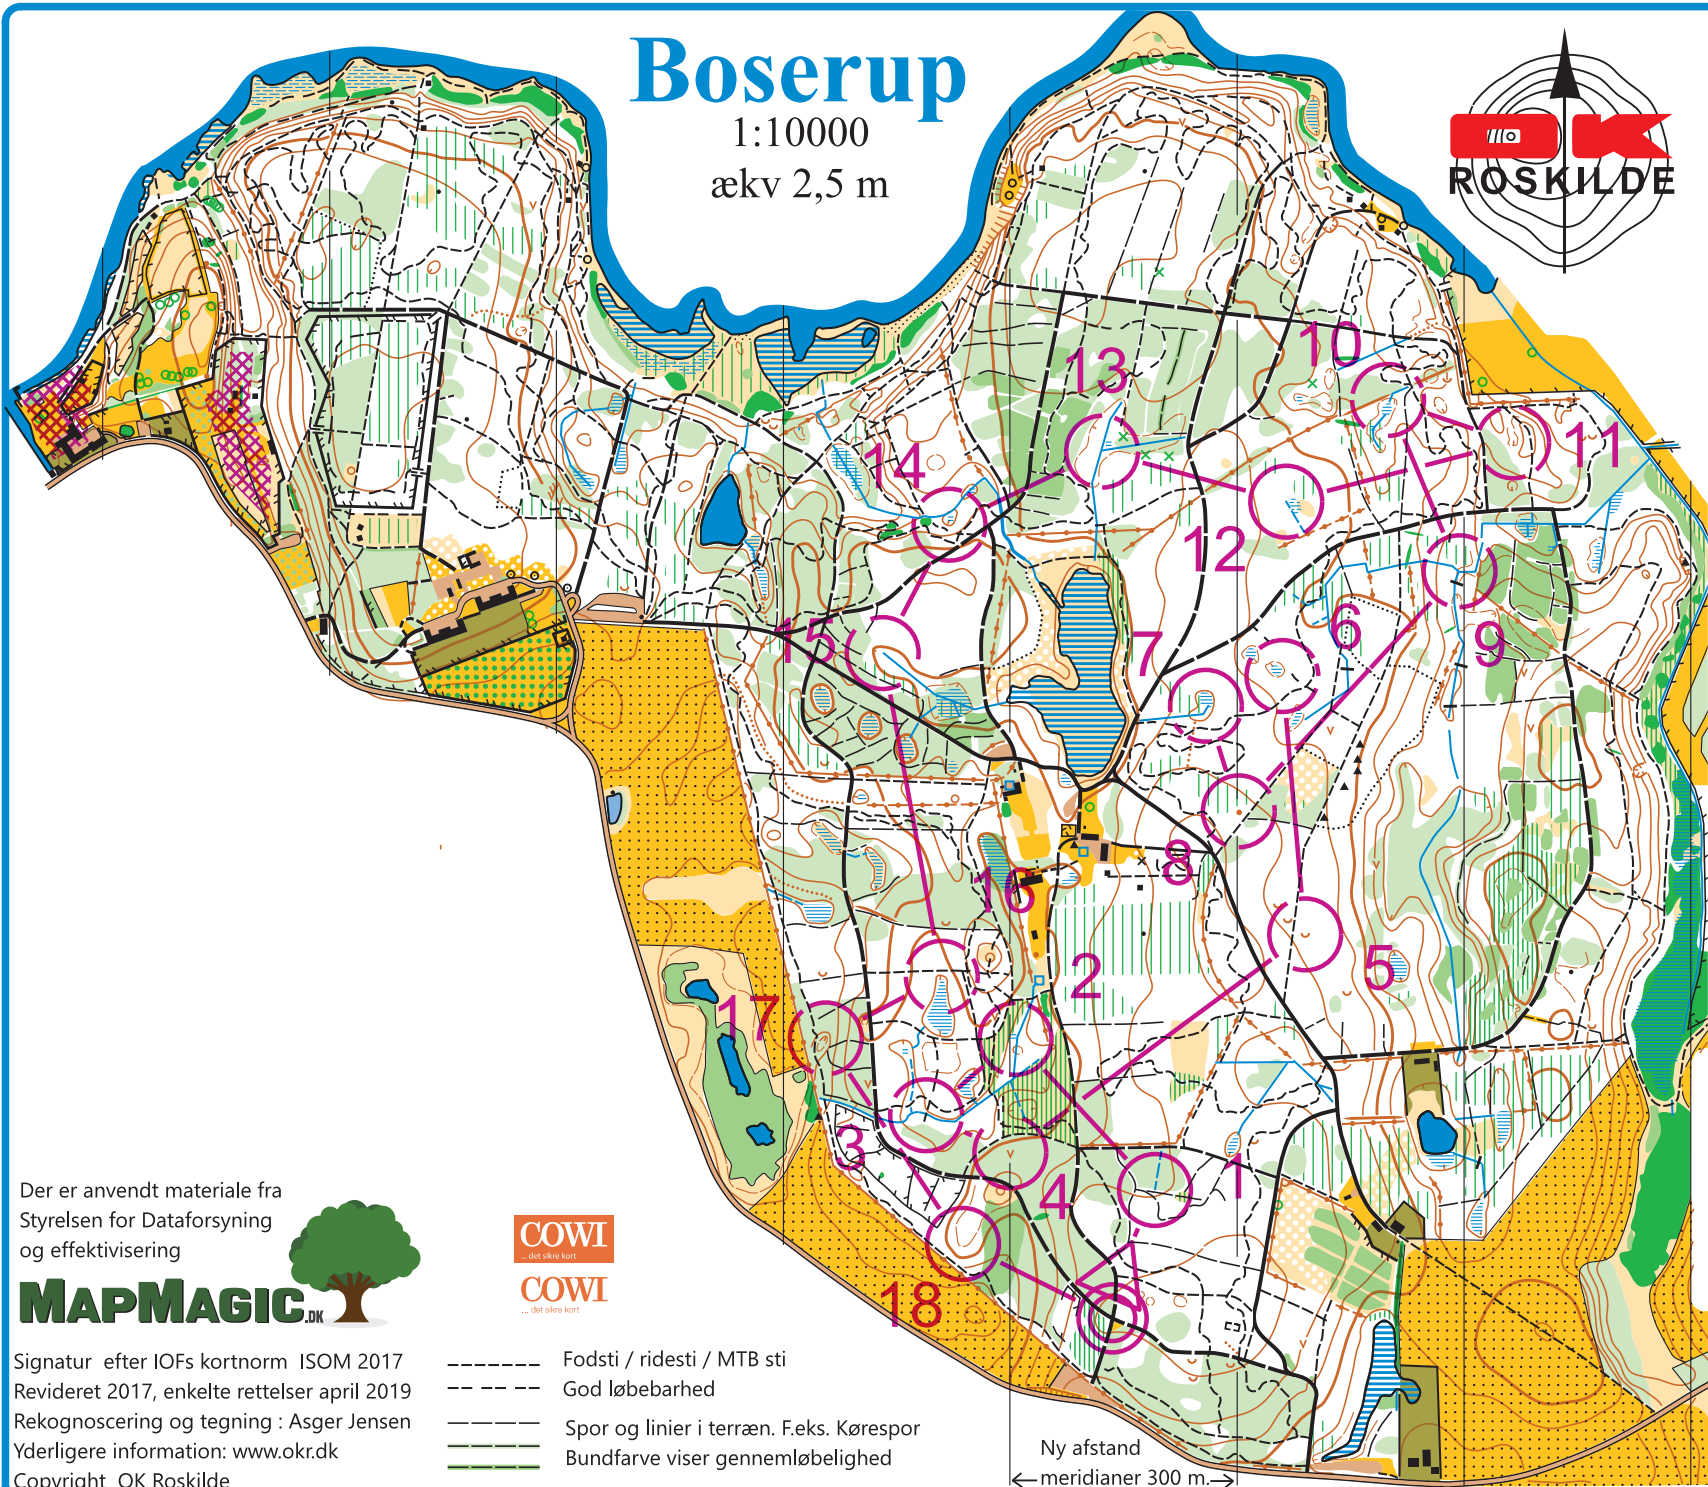 Boserup
1:10000
ækv 2,5 m
OK
ROSKILDE
10
13
11
14
12
6
15
7
9
8
16
2
5
17
3
1
4
18
Der er anvendt materiale fra
Styrelsen for Dataforsyning
og effektivisering
MAPMAGIC.DK
COWI
... det sikre kort
COWI
... det sikre kort
Signatur efter IOFs kortnorm ISOM 2017
Revideret 2017, enkelte rettelser april 2019
Rekognoscering og tegning : Asger Jensen
Yderligere information: www.okr.dk
Copyright OK Roskilde
Fodsti / ridesti / MTB sti
God løbebarhed
Spor og linier i terræn. F.eks. Kørespor
Bundfarve viser gennemløbelighed
Ny afstand
meridianer 300 m.